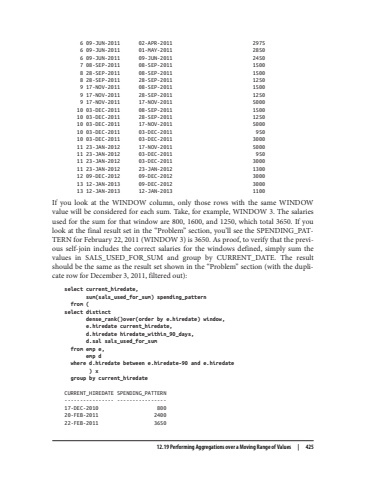 6 09-JUN-2011 02-APR-2011 2975
6 09-JUN-2011 01-MAY-2011 2850
6 09-JUN-2011 09-JUN-2011 2450
7 08-SEP-2011 08-SEP-2011 1500
8 28-SEP-2011 08-SEP-2011 1500
8 28-SEP-2011 28-SEP-2011 1250
9 17-NOV-2011 08-SEP-2011 1500
9 17-NOV-2011 28-SEP-2011 1250
9 17-NOV-2011 17-NOV-2011 5000
10 03-DEC-2011 08-SEP-2011 1500
10 03-DEC-2011 28-SEP-2011 1250
10 03-DEC-2011 17-NOV-2011 5000
10 03-DEC-2011 03-DEC-2011 950
10 03-DEC-2011 03-DEC-2011 3000
11 23-JAN-2012 17-NOV-2011 5000
11 23-JAN-2012 03-DEC-2011 950
11 23-JAN-2012 03-DEC-2011 3000
11 23-JAN-2012 23-JAN-2012 1300
12 09-DEC-2012 09-DEC-2012 3000
13 12-JAN-2013 09-DEC-2012 3000
13 12-JAN-2013 12-JAN-2013 1100
If you look at the WINDOW column, only those rows with the same WINDOW
value will be considered for each sum. Take, for example, WINDOW 3. The salaries
used for the sum for that window are 800, 1600, and 1250, which total 3650. If you
look at the final result set in the "Problem" section, you'll see the SPENDING_PAT-
TERN for February 22, 2011 (WINDOW 3) is 3650. As proof, to verify that the previ-
ous self-join includes the correct salaries for the windows defined, simply sum the
values in SALS_USED_FOR_SUM and group by CURRENT_DATE. The result
should be the same as the result set shown in the "Problem" section (with the dupli-
cate row for December 3, 2011, filtered out):
select current_hiredate,
sum(sals_used_for_sum) spending_pattern
from (
select distinct
dense_rank()over(order by e.hiredate) window,
e.hiredate current_hiredate,
d.hiredate hiredate_within_90_days,
d.sal sals_used_for_sum
from emp e,
emp d
where d.hiredate between e.hiredate-90 and e.hiredate
) x
group by current_hiredate
CURRENT_HIREDATE SPENDING_PATTERN
---------------- ----------------
17-DEC-2010 800
20-FEB-2011 2400
22-FEB-2011 3650
12.19 Performing Aggregations over a Moving Range of Values | 425